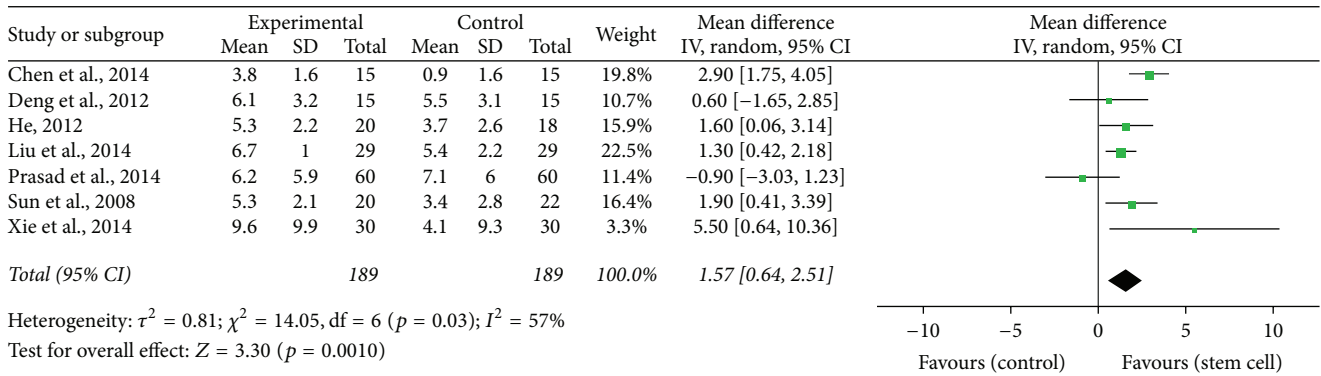 Experimental Control Mean difference Mean difference
Study or subgroup Weight
Mean SD Total Mean SD Total IV, random, 95% CI IV, random, 95% CI
Chen et al., 2014 3.8 1.6 15 0.9 1.6 15 19.8% 2.90 [1.75, 4.05]
Deng et al., 2012 6.1 3.2 15 5.5 3.1 15 10.7% 0.60 [−1.65, 2.85]
He, 2012 5.3 2.2 20 3.7 2.6 18 15.9% 1.60 [0.06, 3.14]
Liu et al., 2014 6.7 1 29 5.4 2.2 29 22.5% 1.30 [0.42, 2.18]
Prasad et al., 2014 6.2 5.9 60 7.1 6 60 11.4% −0.90 [−3.03, 1.23]
Sun et al., 2008 5.3 2.1 20 3.4 2.8 22 16.4% 1.90 [0.41, 3.39]
Xie et al., 2014 9.6 9.9 30 4.1 9.3 30 3.3% 5.50 [0.64, 10.36]
Total (95% CI) 189 189 100.0% 1.57 [0.64, 2.51]
Heterogeneity: τ² = 0.81; χ² = 14.05, df = 6 (p = 0.03); I² = 57%
Test for overall effect: Z = 3.30 (p = 0.0010)
−10 −5 0 5 10
Favours (control) Favours (stem cell)